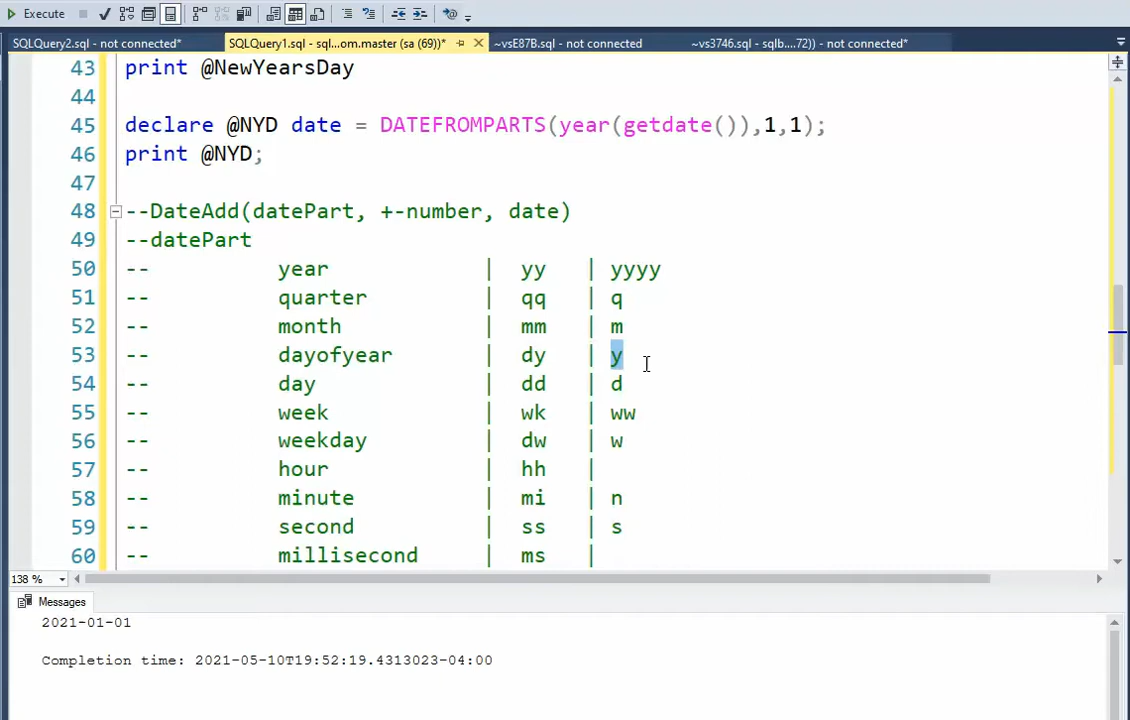 Execute
SQLQuery2.sql - not connected*
SQLQuery1.sql - sql...om.master (sa (69))*
~vsE87B.sql - not connected
~vs3746.sql - sqlb....72)) - not connected*
43 print @NewYearsDay
44
45 declare @NYD date = DATEFROMPARTS(year(getdate()),1,1);
46 print @NYD;
47
48 --DateAdd(datePart, +-number, date)
49 --datePart
50 -- year | yy | yyyy
51 -- quarter | qq | q
52 -- month | mm | m
53 -- dayofyear | dy | y
54 -- day | dd | d
55 -- week | wk | ww
56 -- weekday | dw | w
57 -- hour | hh |
58 -- minute | mi | n
59 -- second | ss | s
60 -- millisecond | ms |
138 %
Messages
2021-01-01
Completion time: 2021-05-10T19:52:19.4313023-04:00